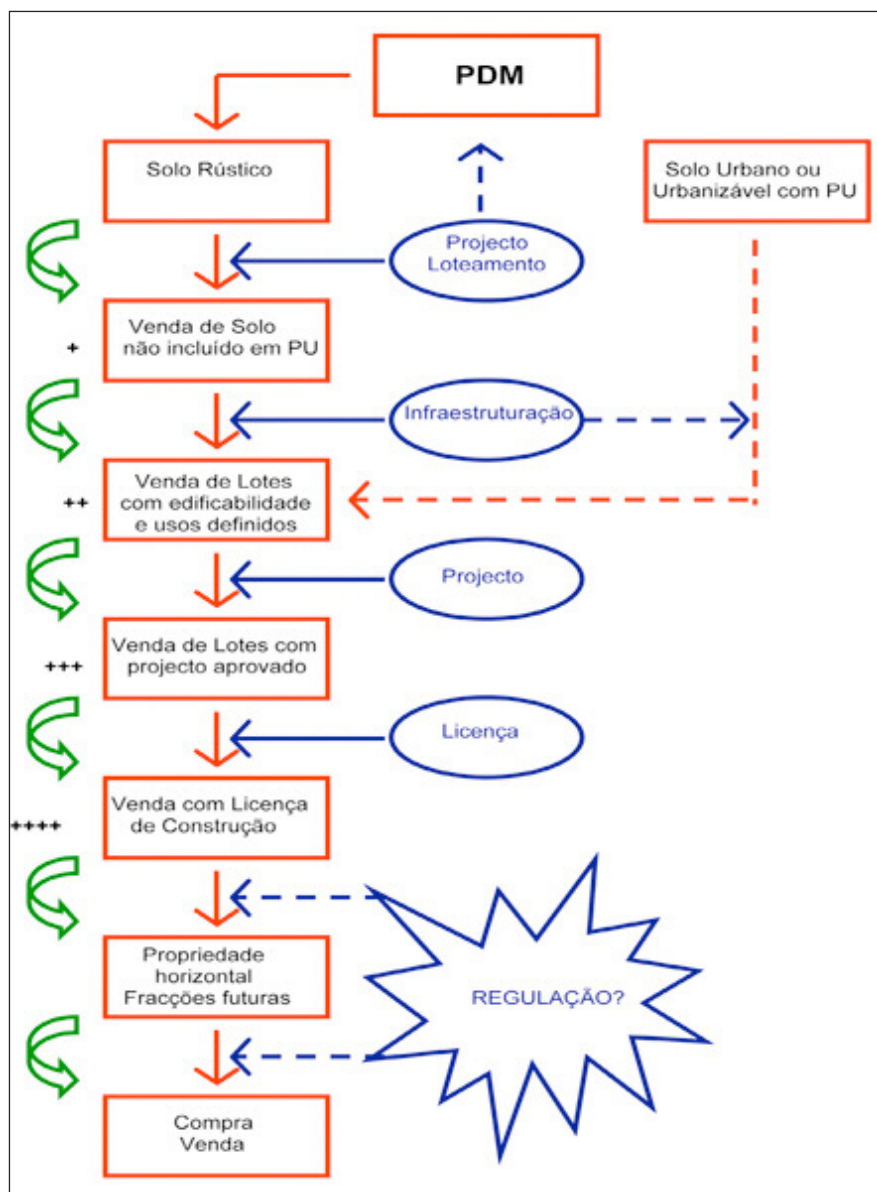 PDM
Solo Rústico
Solo Urbano ou
Urbanizável com PU
Projecto
Loteamento
Venda de Solo
não incluído em PU
+
Infraestruturação
Venda de Lotes
com edificabilidade
e usos definidos
++
Projecto
Venda de Lotes com
projecto aprovado
+++
Licença
Venda com Licença
de Construção
++++
Propriedade
horizontal
Fracções futuras
REGULAÇÃO?
Compra
Venda